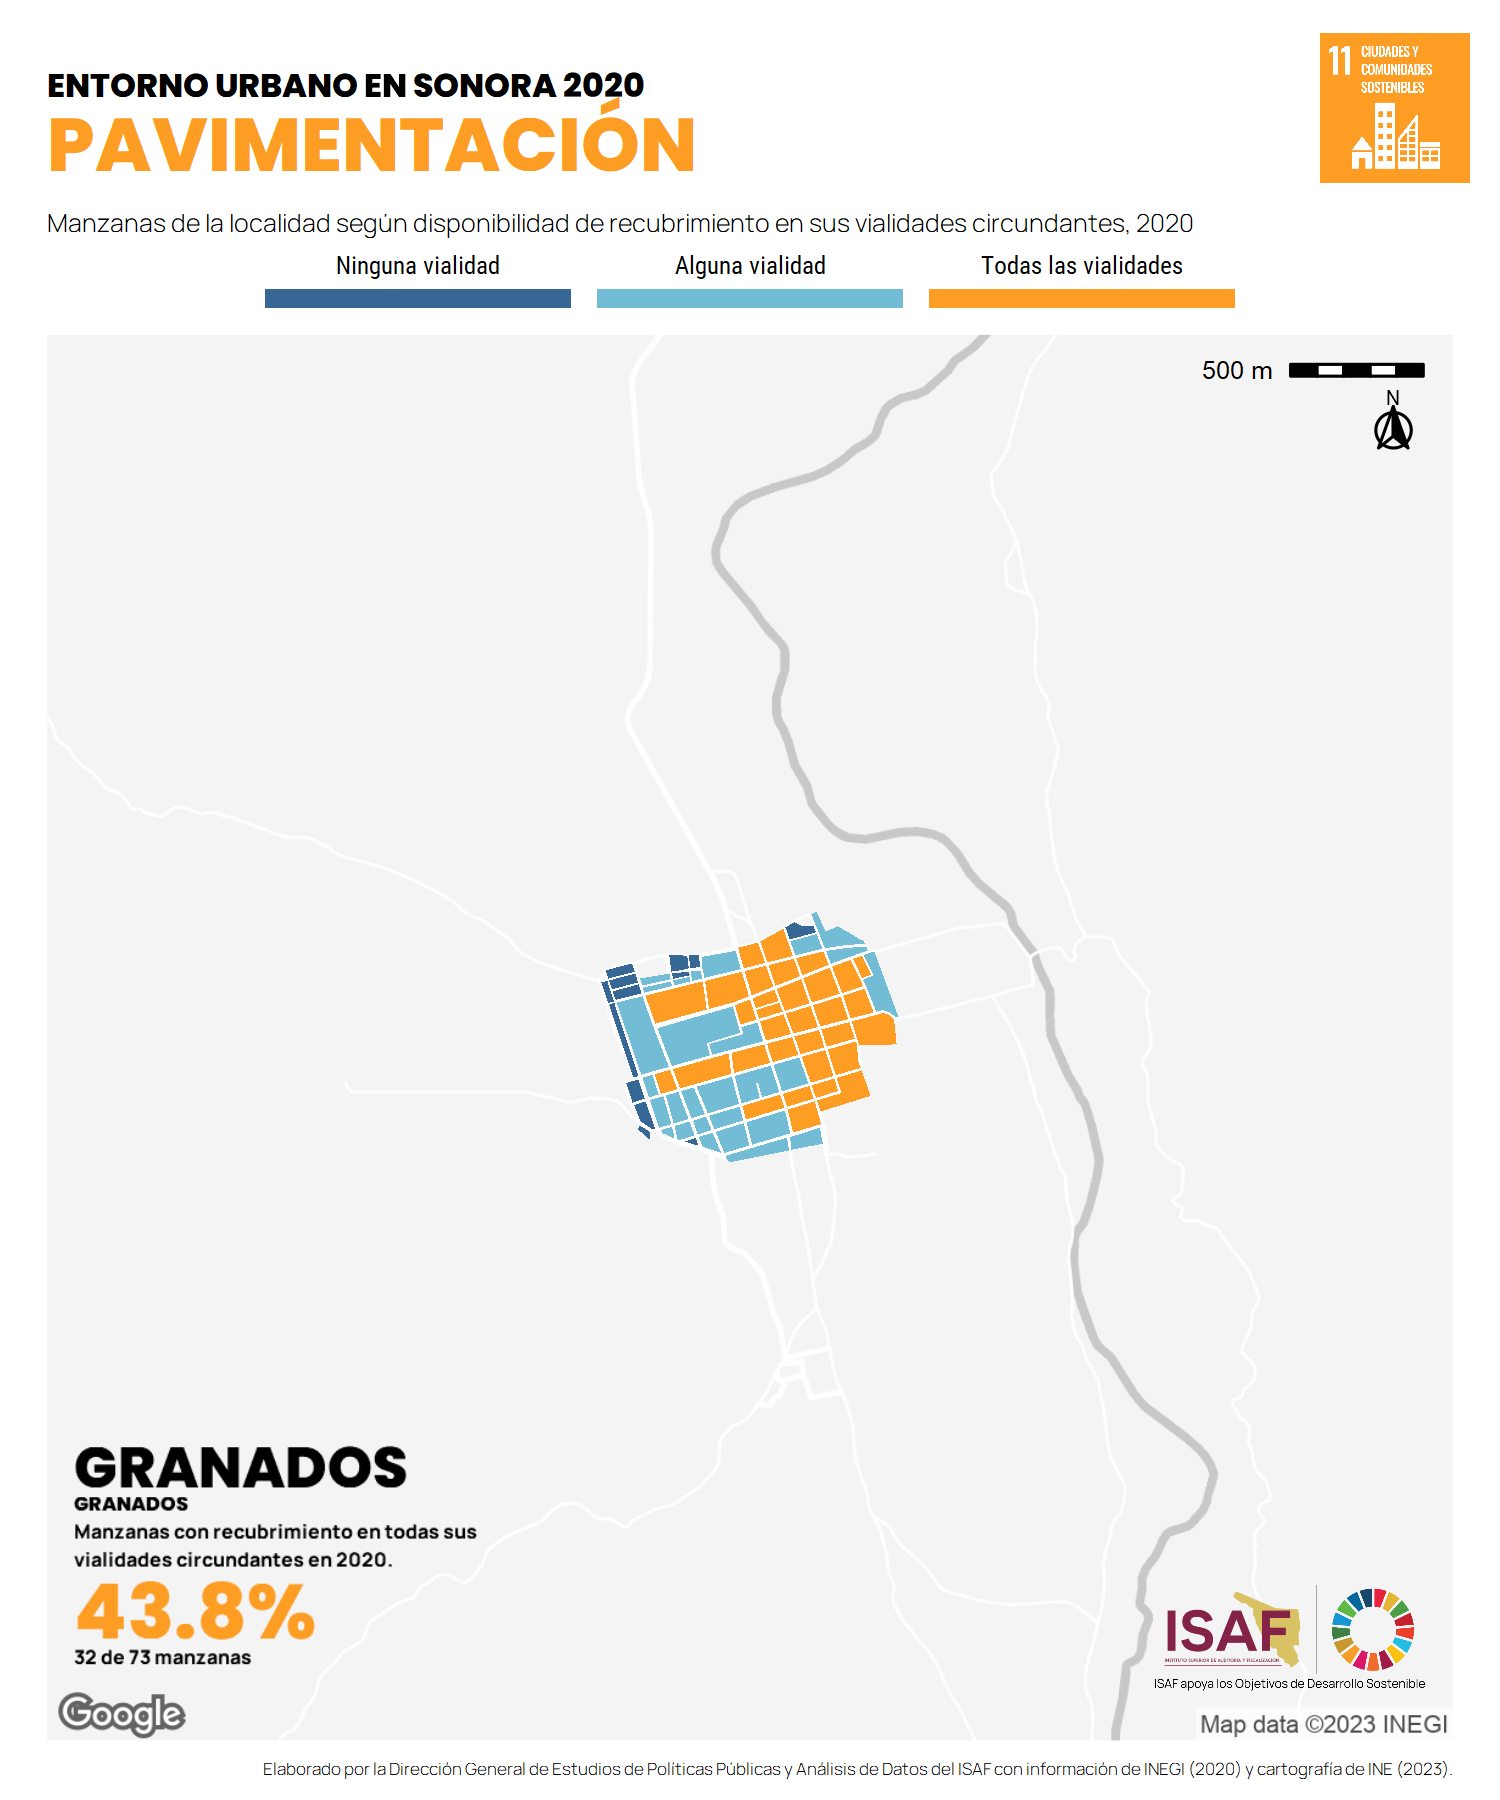 ENTORNO URBANO EN SONORA 2020
PAVIMENTACIÓN
11 CIUDADES Y
COMUNIDADES
SOSTENIBLES
Manzanas de la localidad según disponibilidad de recubrimiento en sus vialidades circundantes, 2020
Ninguna vialidad Alguna vialidad Todas las vialidades
500 m
N
GRANADOS
GRANADOS
Manzanas con recubrimiento en todas sus
vialidades circundantes en 2020.
43.8%
32 de 73 manzanas
ISAF
INSTITUTO SUPERIOR DE AUDITORÍA Y FISCALIZACIÓN
ISAF apoya los Objetivos de Desarrollo Sostenible
Google
Map data ©2023 INEGI
Elaborado por la Dirección General de Estudios de Políticas Públicas y Análisis de Datos del ISAF con información de INEGI (2020) y cartografía de INE (2023).